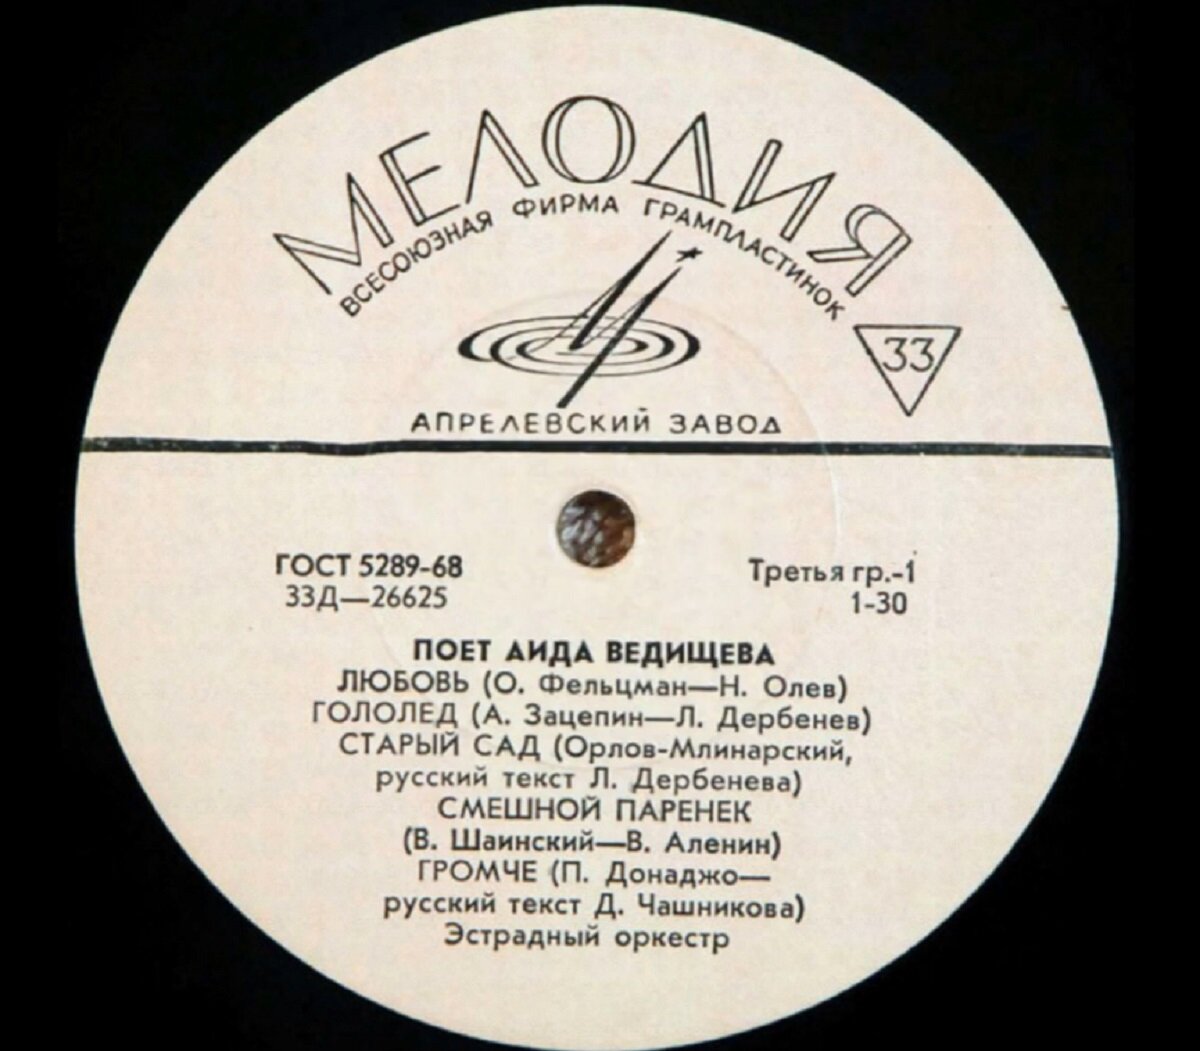 МЕЛОДИЯ
ВСЕСОЮЗНАЯ ФИРМА ГРАМПЛАСТИНОК
33
АПРЕЛЕВСКИЙ ЗАВОД
ГОСТ 5289-68
33Д—26625
Третья гр.-1
1-30
ПОЕТ АИДА ВЕДИЩЕВА
ЛЮБОВЬ (О. Фельцман—Н. Олев)
ГОЛОЛЕД (А. Зацепин—Л. Дербенев)
СТАРЫЙ САД (Орлов-Млинарский,
русский текст Л. Дербенева)
СМЕШНОЙ ПАРЕНЕК
(В. Шаинский—В. Аленин)
ГРОМЧЕ (П. Донаджо—
русский текст Д. Чашникова)
Эстрадный оркестр